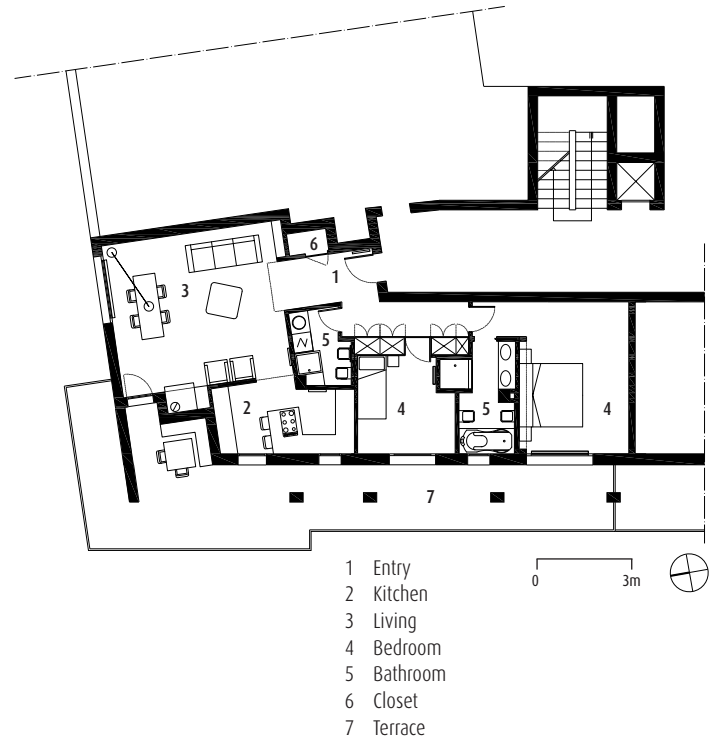 6
1
3
5
2
4
5
4
7
1 Entry
2 Kitchen
3 Living
4 Bedroom
5 Bathroom
6 Closet
7 Terrace
0 3m